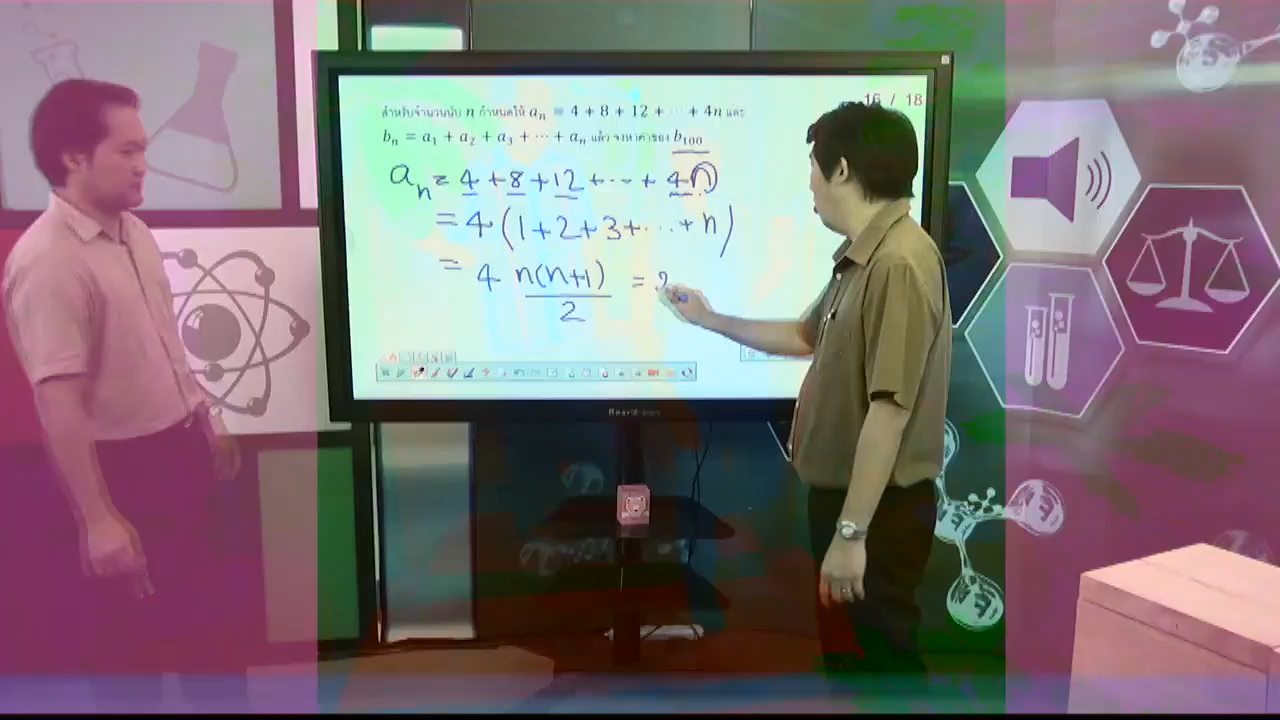 16 / 18
สำหรับจำนวนนับ n กำหนดให้ aₙ = 4 + 8 + 12 + ⋯ + 4n และ
bₙ = a₁ + a₂ + a₃ + ⋯ + aₙ แล้ว จงหาค่าของ b₁₀₀
aₙ = 4 + 8 + 12 + ⋯ + 4n
= 4 (1 + 2 + 3 + ⋯ + n)
= 4 n(n+1)/2 = 2